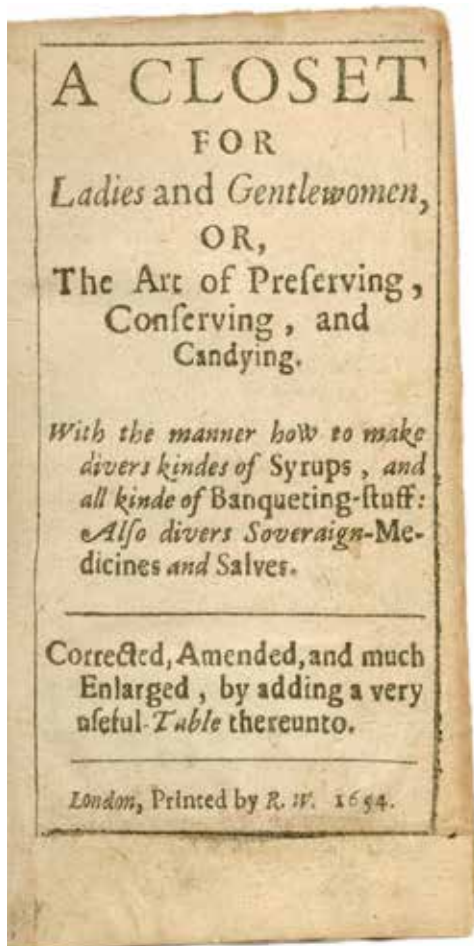 A CLOSET
FOR
Ladies and Gentlewomen,
OR,
The Art of Preſerving,
Conſerving, and
Candying.
With the manner how to make
divers kindes of Syrups, and
all kinde of Banqueting-ſtuff:
Alſo divers Soveraign-Me-
dicines and Salves.
Corrected, Amended, and much
Enlarged, by adding a very
uſeful Table thereunto.
London, Printed by R. W. 1654.